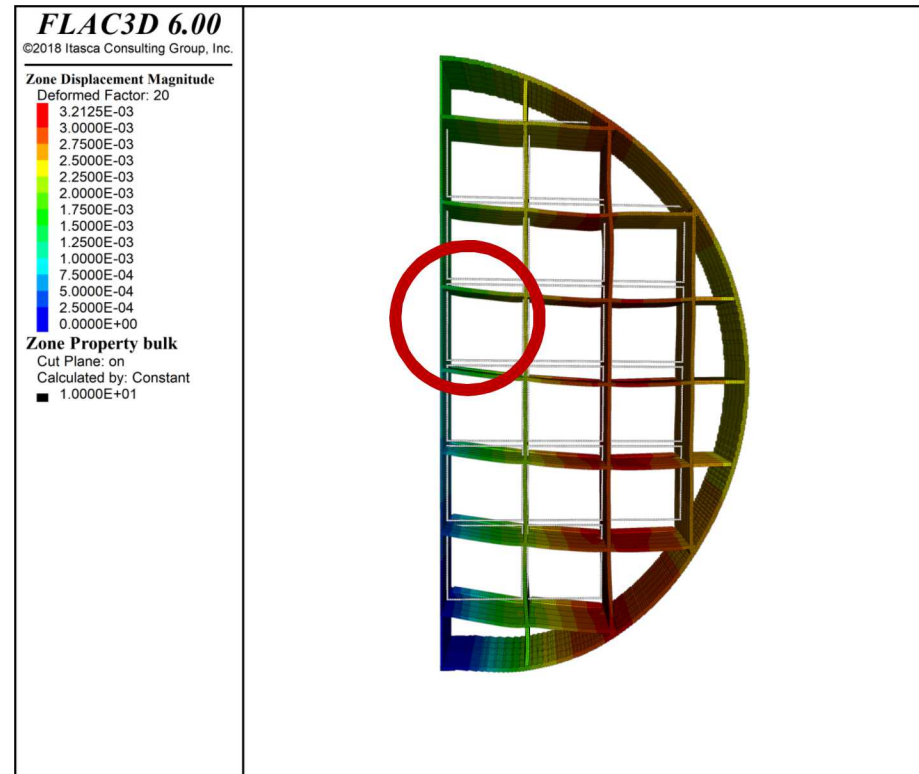 FLAC3D 6.00
©2018 Itasca Consulting Group, Inc.
Zone Displacement Magnitude
Deformed Factor: 20
3.2125E-03
3.0000E-03
2.7500E-03
2.5000E-03
2.2500E-03
2.0000E-03
1.7500E-03
1.5000E-03
1.2500E-03
1.0000E-03
7.5000E-04
5.0000E-04
2.5000E-04
0.0000E+00
Zone Property bulk
Cut Plane: on
Calculated by: Constant
1.0000E+01